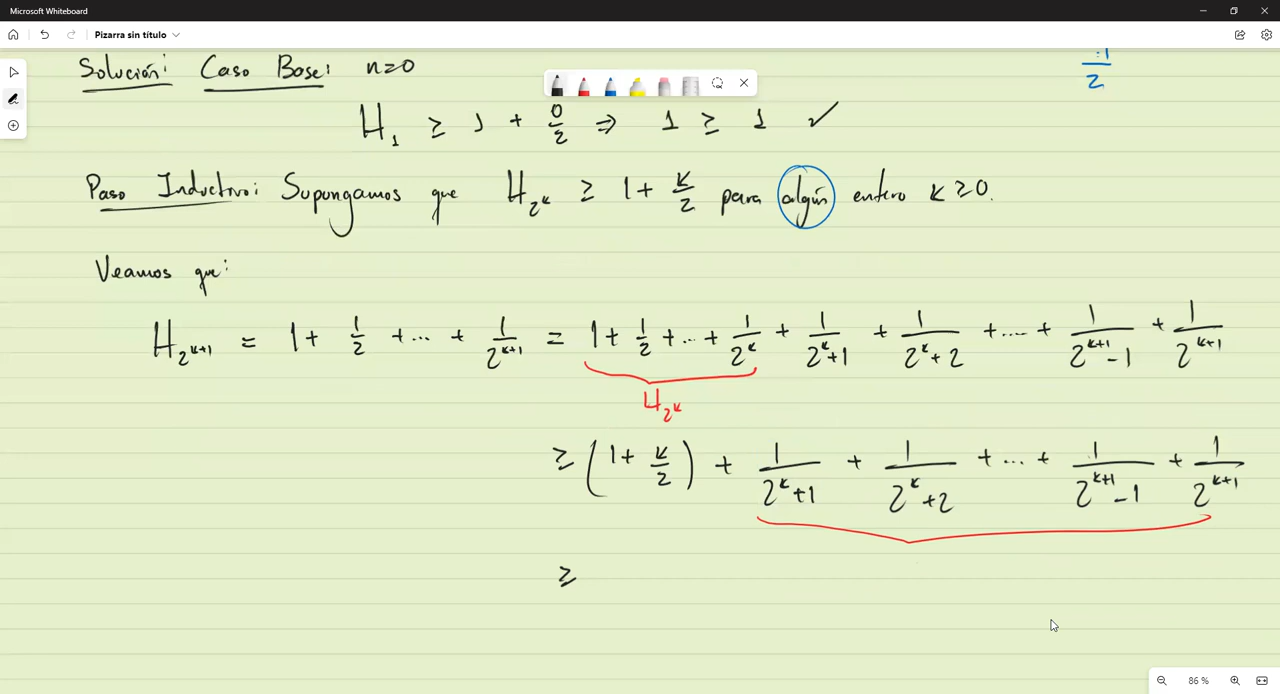 Microsoft Whiteboard
Pizarra sin título
Solución: Caso Base: n=0
1/2
H_1 ≥ 1 + 0/2 ⇒ 1 ≥ 1 ✓
Paso Inductivo: Supongamos que H_{2^k} ≥ 1 + k/2 para algún entero k ≥ 0.
Veamos que:
H_{2^{k+1}} = 1 + 1/2 + ... + 1/2^{k+1} = 1 + 1/2 + ... + 1/2^k + 1/(2^k+1) + 1/(2^k+2) + .... + 1/(2^{k+1}-1) + 1/2^{k+1}
H_{2^k}
≥ (1 + k/2) + 1/(2^k+1) + 1/(2^k+2) + ... + 1/(2^{k+1}-1) + 1/2^{k+1}
≥
86 %